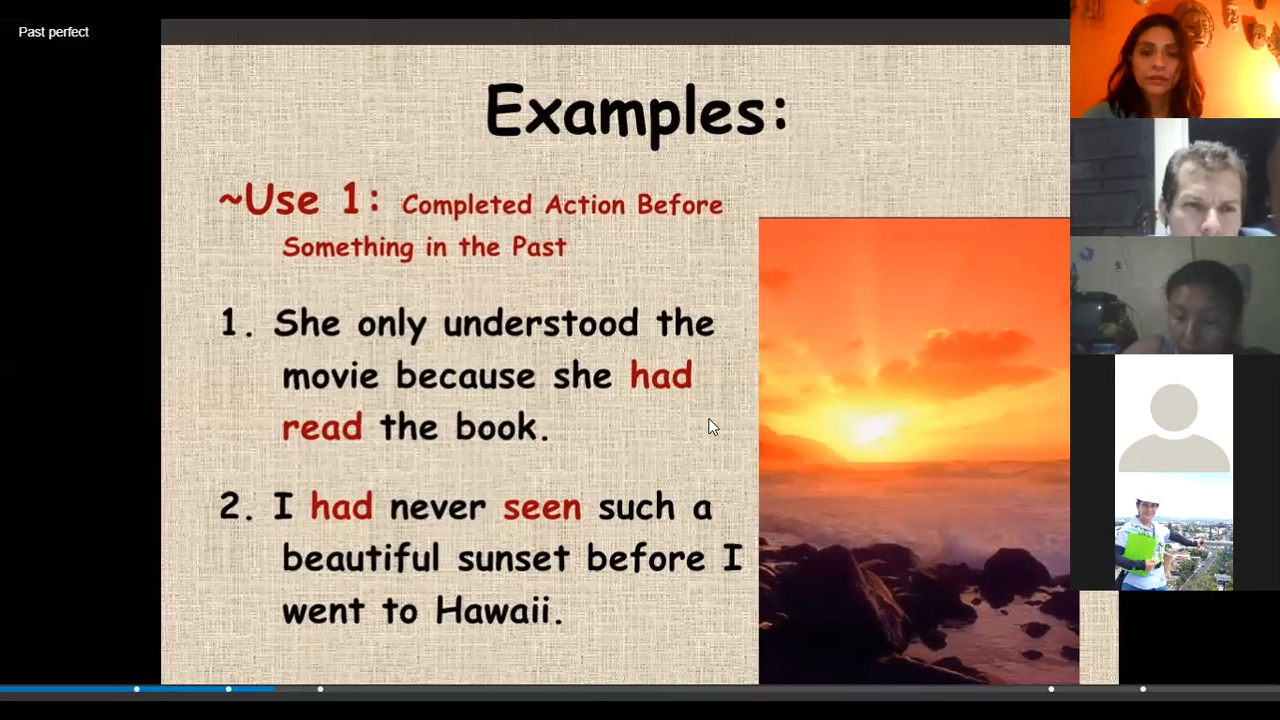 Past perfect
Examples:
~Use 1: Completed Action Before
Something in the Past
1. She only understood the
movie because she had
read the book.
2. I had never seen such a
beautiful sunset before I
went to Hawaii.